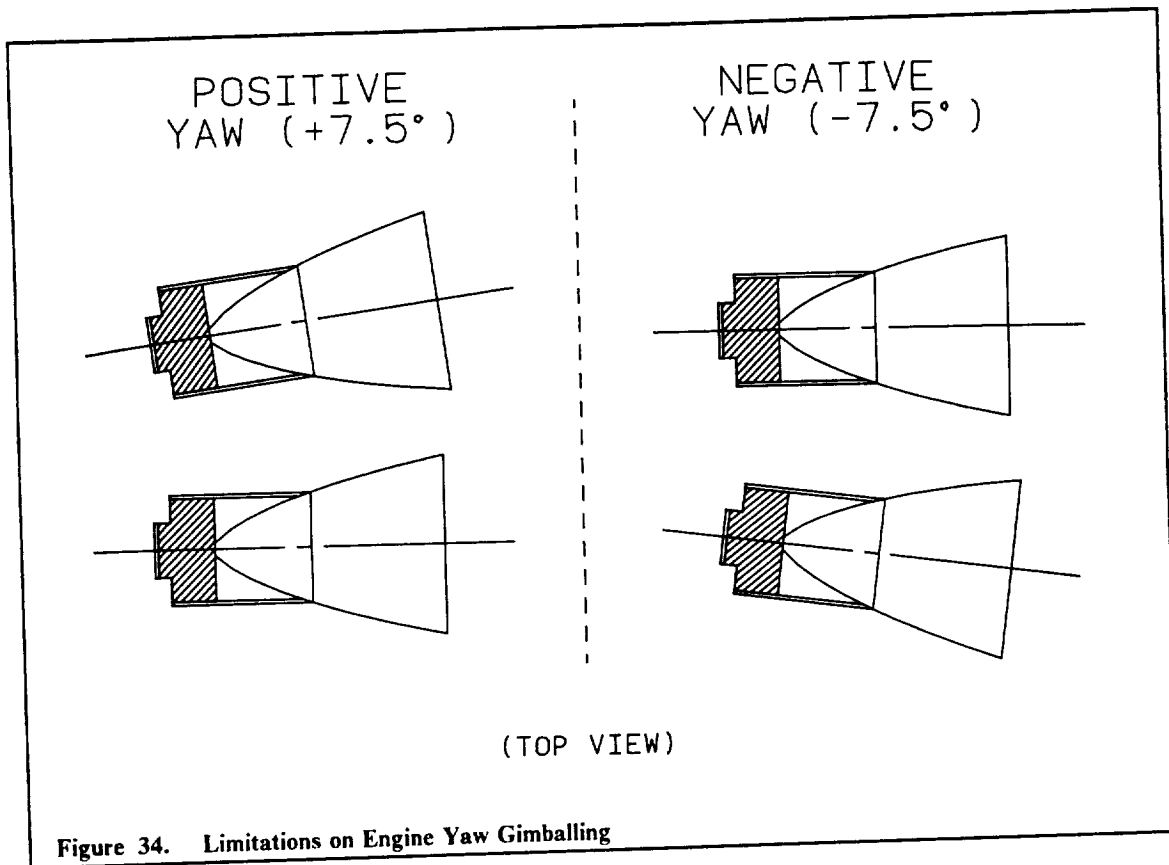 POSITIVE
YAW (+7.5°)
NEGATIVE
YAW (-7.5°)
(TOP VIEW)
Figure 34. Limitations on Engine Yaw Gimballing